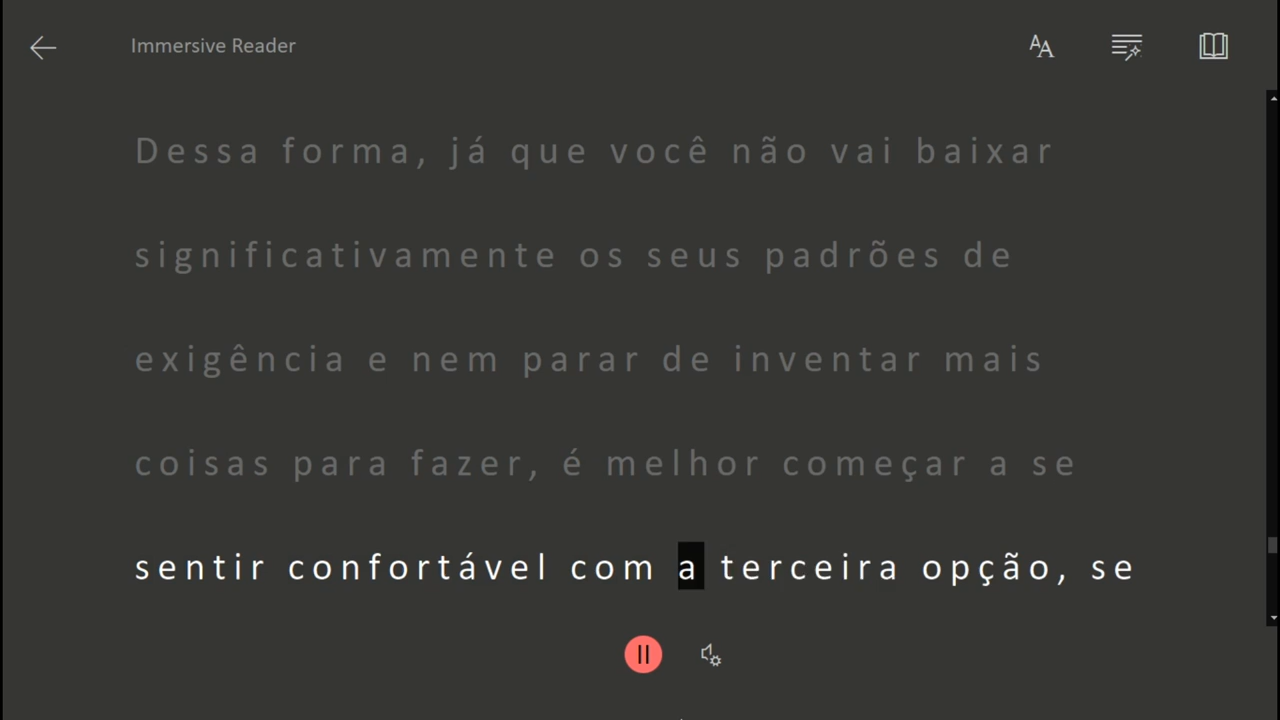 Immersive Reader
Dessa forma, já que você não vai baixar
significativamente os seus padrões de
exigência e nem parar de inventar mais
coisas para fazer, é melhor começar a se
sentir confortável com a terceira opção, se